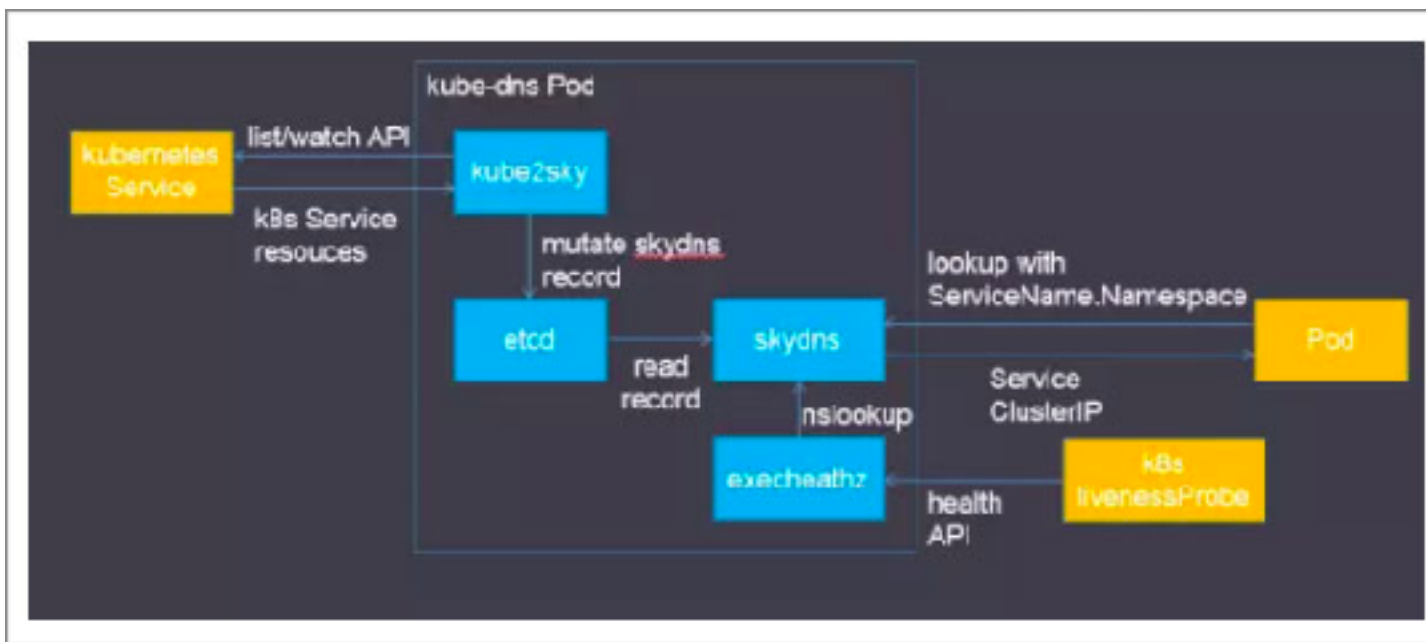 kube-dns Pod
list/watch API
kubernetes
Service
kube2sky
k8s Service
resouces
mutate skydns
record
lookup with
ServiceName.Namespace
etcd
skydns
Pod
read
record
Service
ClusterIP
nslookup
execheathz
k8s
livenessProbe
health
API